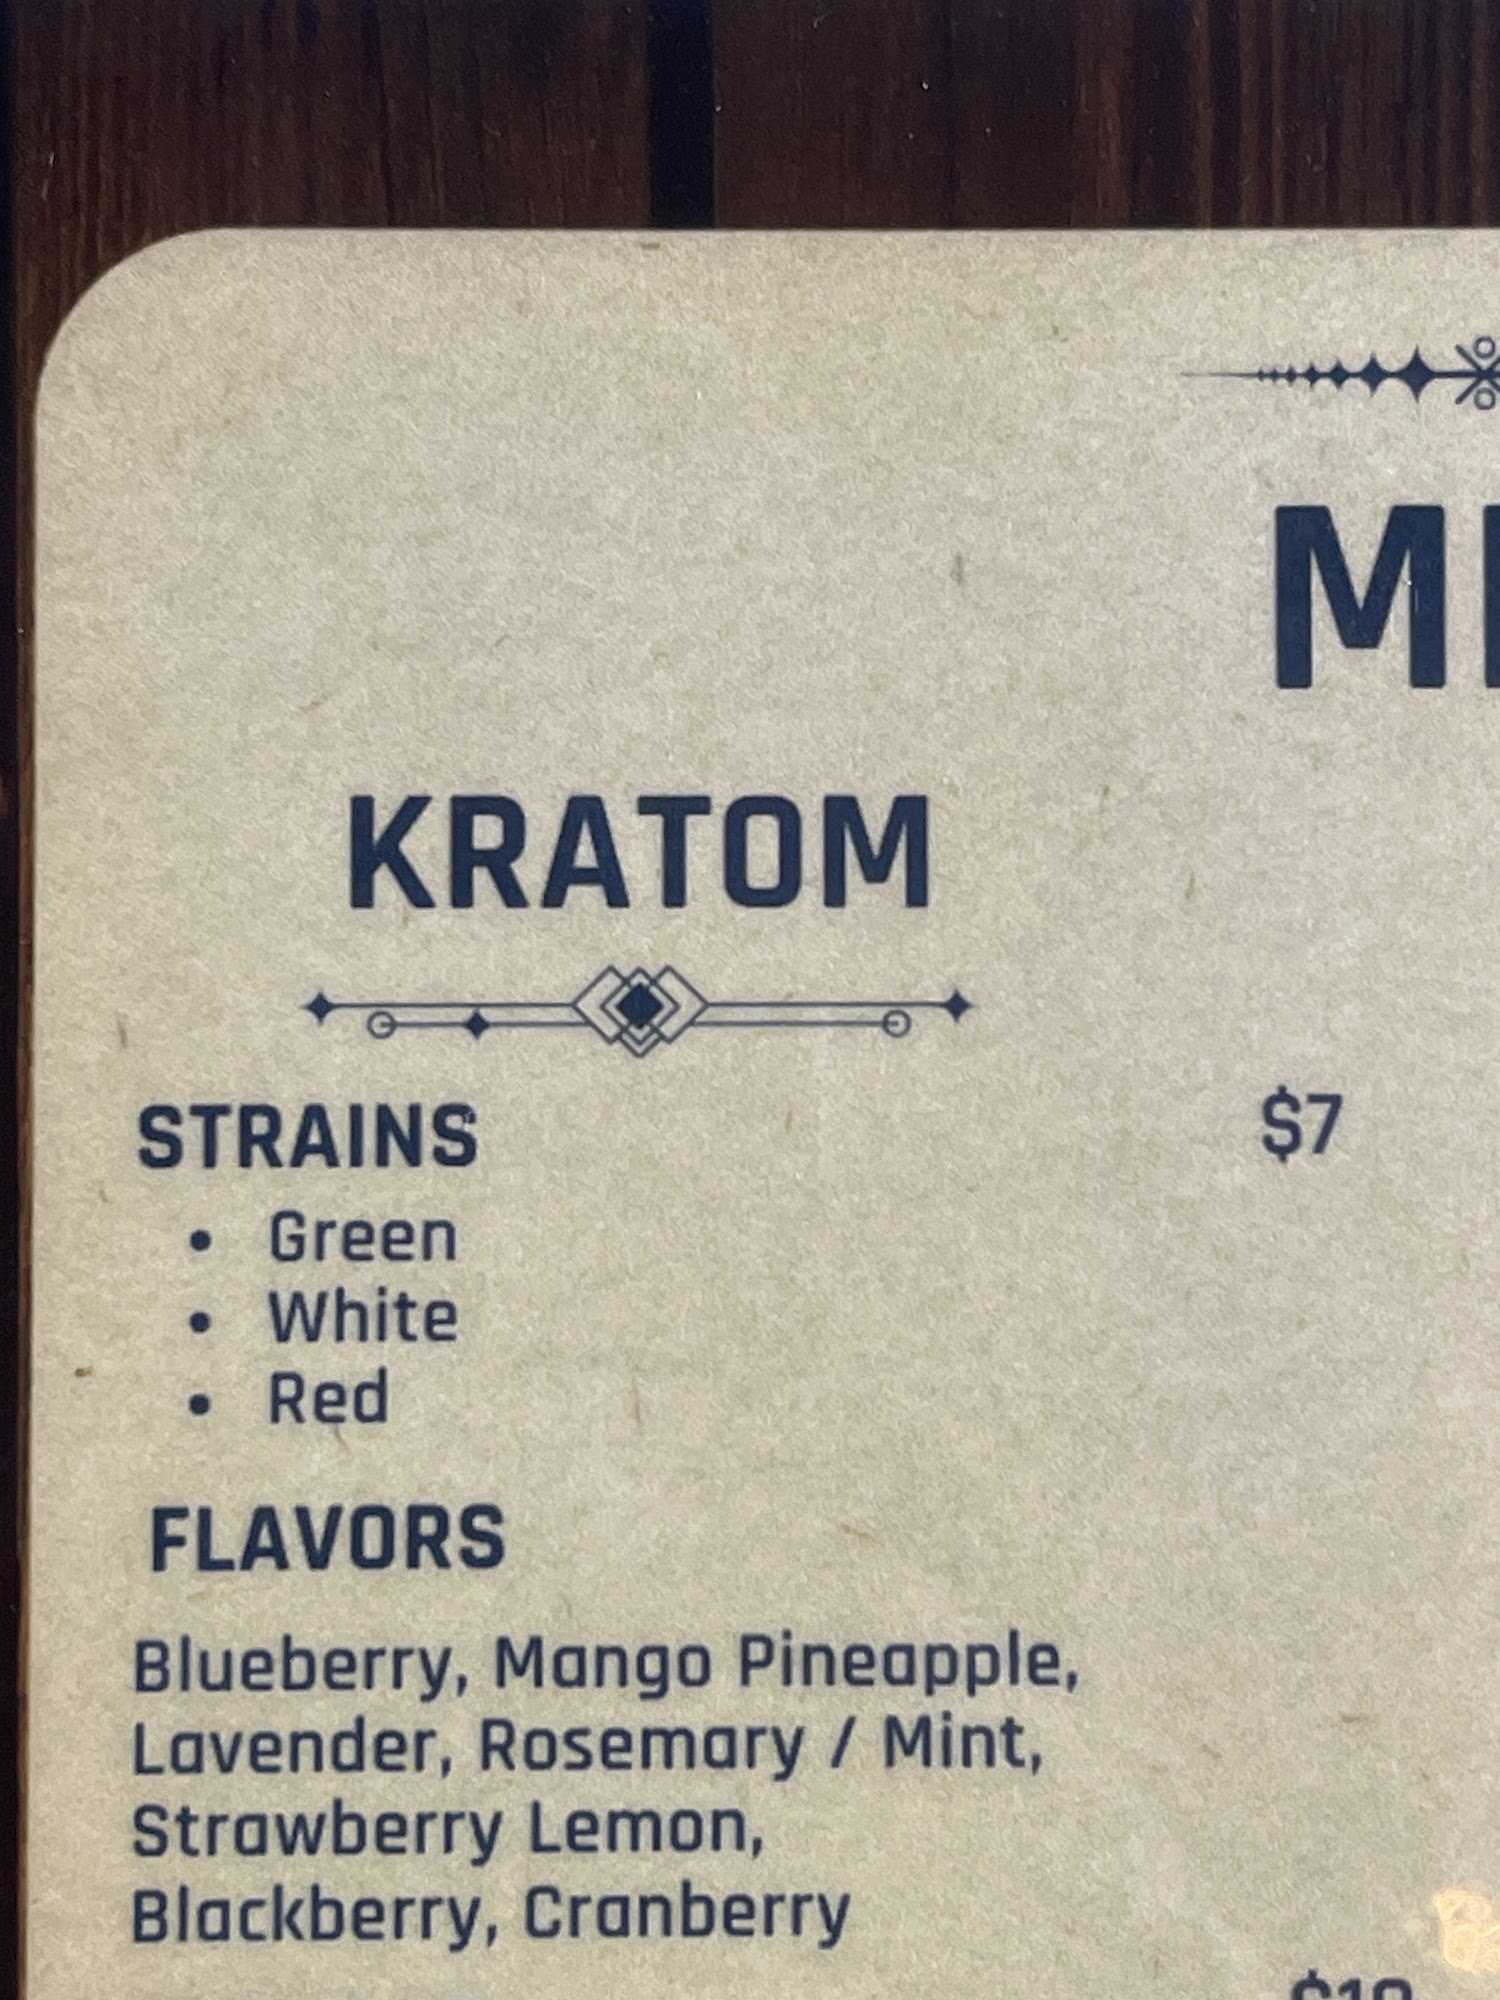 KRATOM
STRAINS $7
• Green
• White
• Red
FLAVORS
Blueberry, Mango Pineapple,
Lavender, Rosemary / Mint,
Strawberry Lemon,
Blackberry, Cranberry